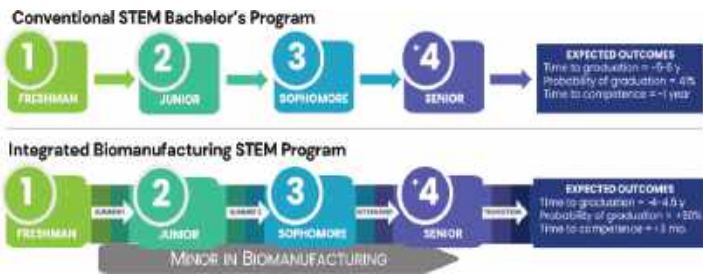 Conventional STEM Bachelor's Program
1 2 3 *4
FRESHMAN JUNIOR SOPHOMORE SENIOR
EXPECTED OUTCOMES
Time to graduation = ~5-6 y
Probability of graduation = 41%
Time to competence = ~1 year
Integrated Biomanufacturing STEM Program
1 2 3 *4
FRESHMAN JUNIOR SOPHOMORE SENIOR
SUMMER 1 SUMMER 2 INTERNSHIP TRANSITION
EXPECTED OUTCOMES
Time to graduation = ~4-4.5 y
Probability of graduation =
Time to competence =
MINOR IN BIOMANUFACTURING